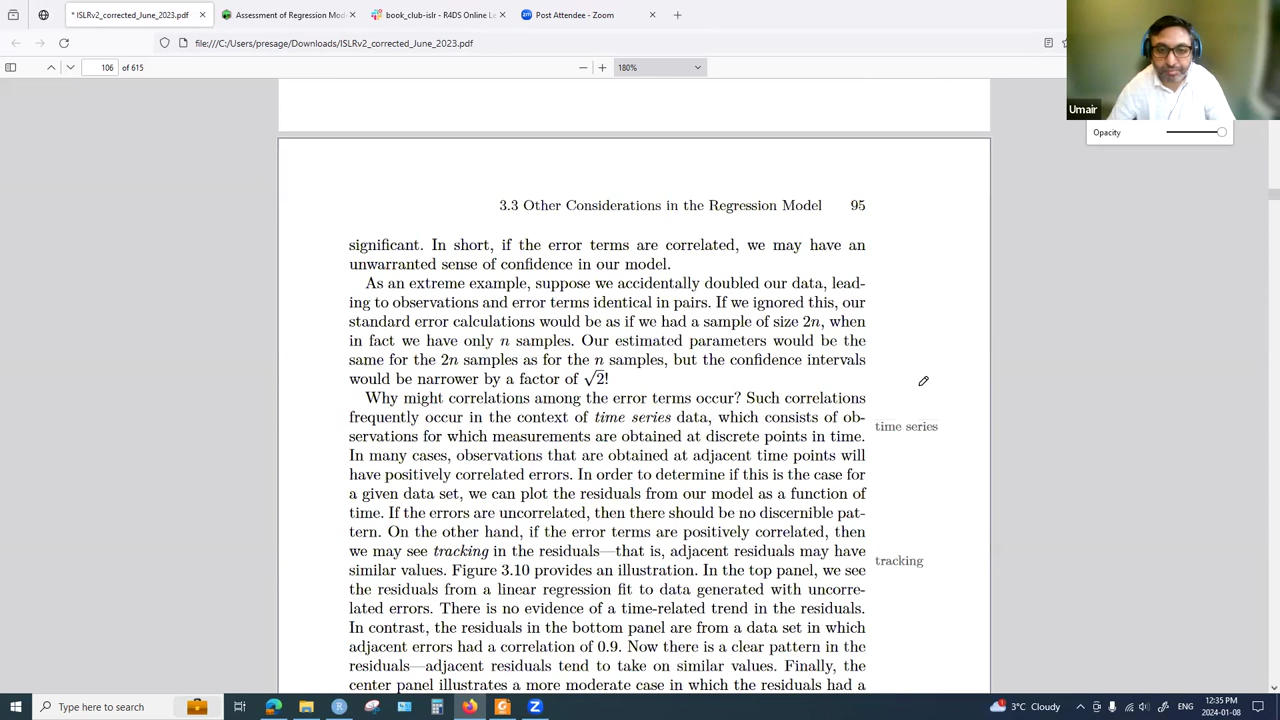 * ISLRv2_corrected_June_2023.pdf
Assessment of Regression Mode
book_club-islr - R4DS Online Le
Post Attendee - Zoom
file:///C:/Users/presage/Downloads/ISLRv2_corrected_June_2023.pdf
106 of 615
180%
Umair
Opacity
3.3 Other Considerations in the Regression Model 95
significant. In short, if the error terms are correlated, we may have an
unwarranted sense of confidence in our model.
As an extreme example, suppose we accidentally doubled our data, lead-
ing to observations and error terms identical in pairs. If we ignored this, our
standard error calculations would be as if we had a sample of size 2n, when
in fact we have only n samples. Our estimated parameters would be the
same for the 2n samples as for the n samples, but the confidence intervals
would be narrower by a factor of √2!
Why might correlations among the error terms occur? Such correlations
frequently occur in the context of time series data, which consists of ob-
time series
servations for which measurements are obtained at discrete points in time.
In many cases, observations that are obtained at adjacent time points will
have positively correlated errors. In order to determine if this is the case for
a given data set, we can plot the residuals from our model as a function of
time. If the errors are uncorrelated, then there should be no discernible pat-
tern. On the other hand, if the error terms are positively correlated, then
we may see tracking in the residuals—that is, adjacent residuals may have
tracking
similar values. Figure 3.10 provides an illustration. In the top panel, we see
the residuals from a linear regression fit to data generated with uncorre-
lated errors. There is no evidence of a time-related trend in the residuals.
In contrast, the residuals in the bottom panel are from a data set in which
adjacent errors had a correlation of 0.9. Now there is a clear pattern in the
residuals—adjacent residuals tend to take on similar values. Finally, the
center panel illustrates a more moderate case in which the residuals had a
Type here to search
3°C Cloudy
ENG
12:35 PM
2024-01-08